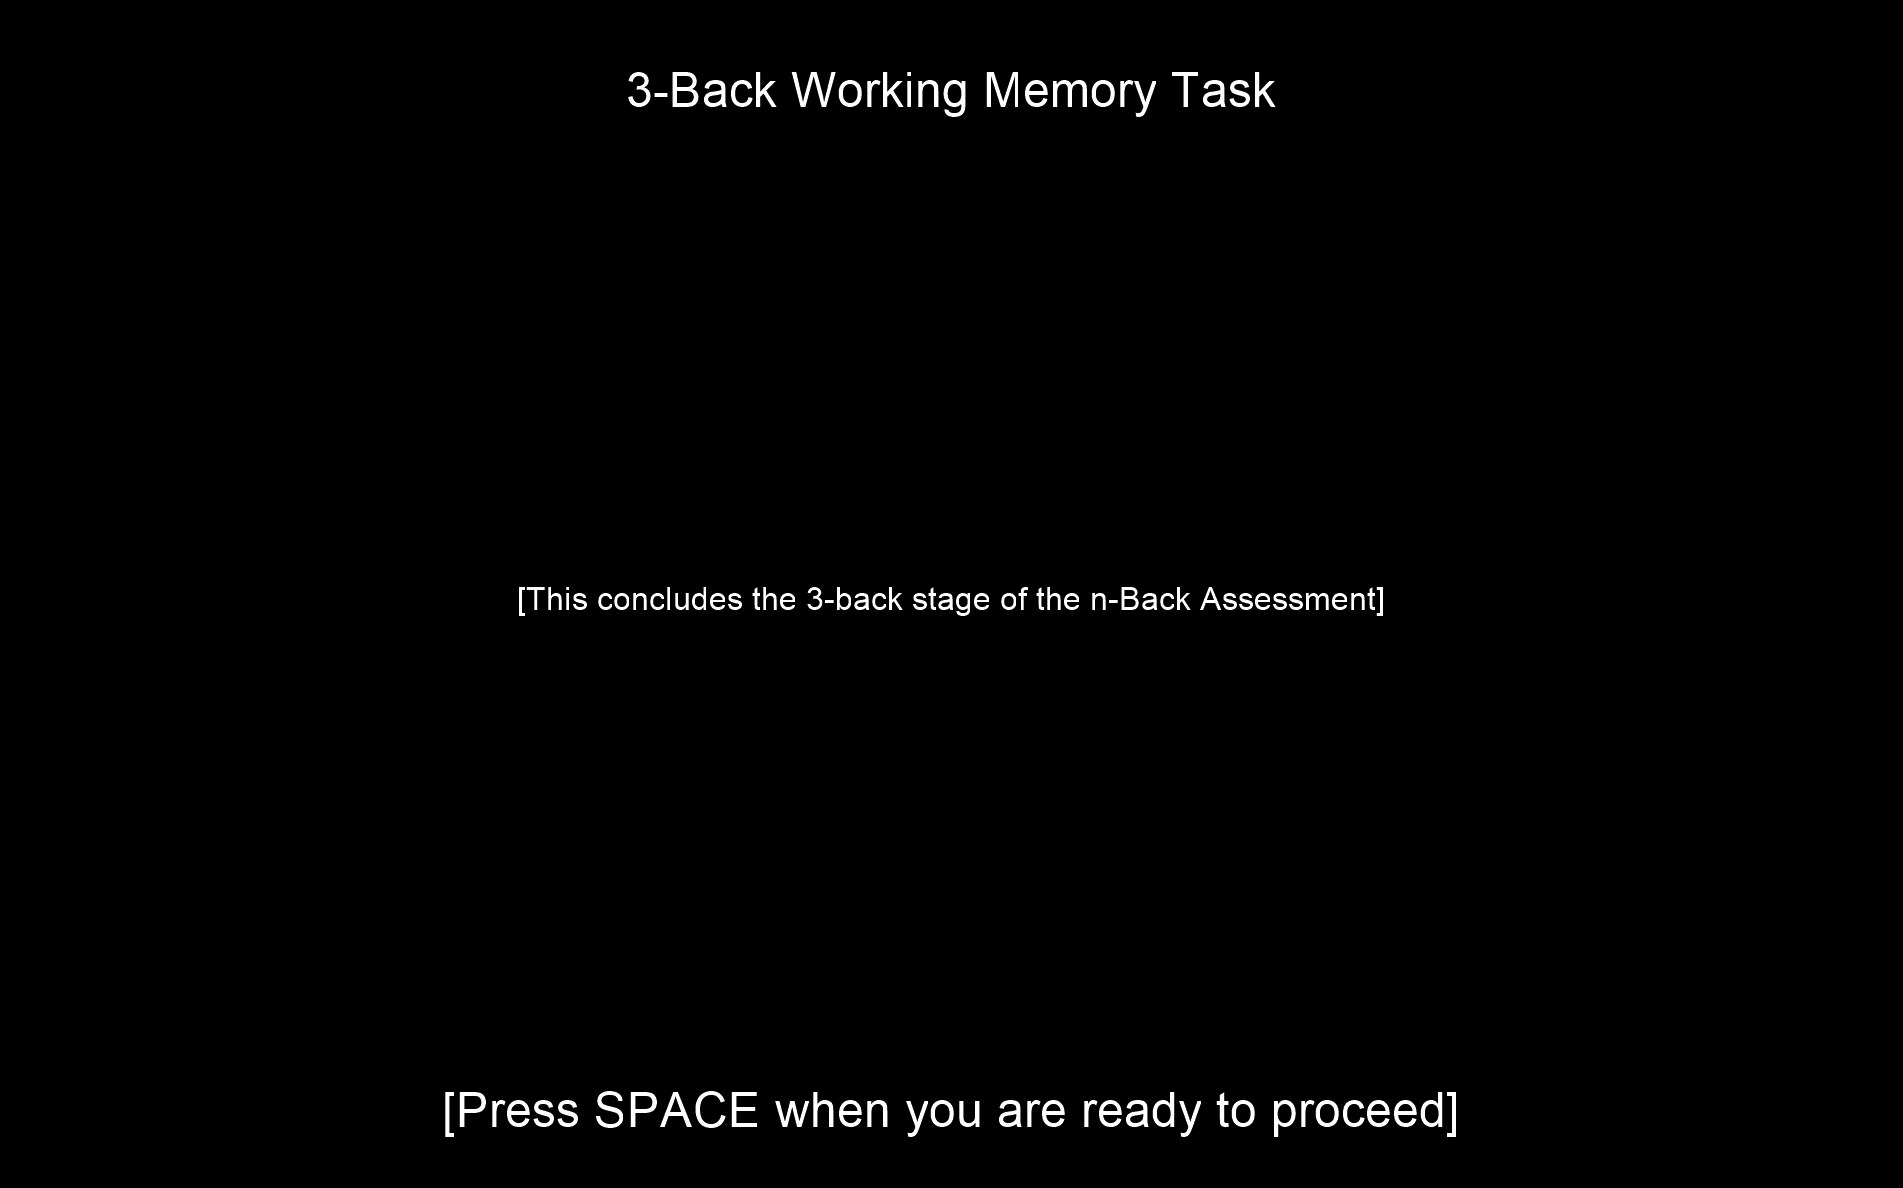 3-Back Working Memory Task
[This concludes the 3-back stage of the n-Back Assessment]
[Press SPACE when you are ready to proceed]